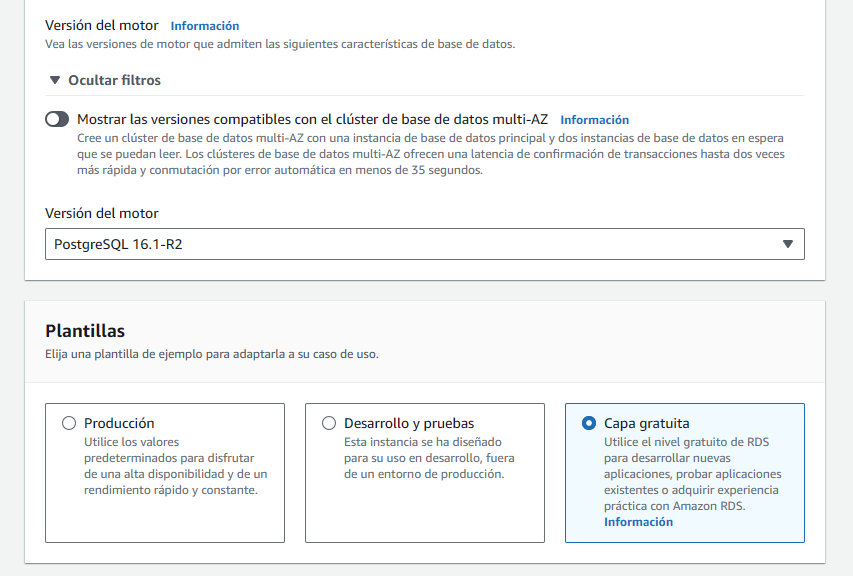 Versión del motor Información
Vea las versiones de motor que admiten las siguientes características de base de datos.
Ocultar filtros
Mostrar las versiones compatibles con el clúster de base de datos multi-AZ Información
Cree un clúster de base de datos multi-AZ con una instancia de base de datos principal y dos instancias de base de datos en espera
que se puedan leer. Los clústeres de base de datos multi-AZ ofrecen una latencia de confirmación de transacciones hasta dos veces
más rápida y conmutación por error automática en menos de 35 segundos.
Versión del motor
PostgreSQL 16.1-R2
Plantillas
Elija una plantilla de ejemplo para adaptarla a su caso de uso.
Producción
Utilice los valores
predeterminados para disfrutar
de una alta disponibilidad y de un
rendimiento rápido y constante.
Desarrollo y pruebas
Esta instancia se ha diseñado
para su uso en desarrollo, fuera
de un entorno de producción.
Capa gratuita
Utilice el nivel gratuito de RDS
para desarrollar nuevas
aplicaciones, probar aplicaciones
existentes o adquirir experiencia
práctica con Amazon RDS.
Información